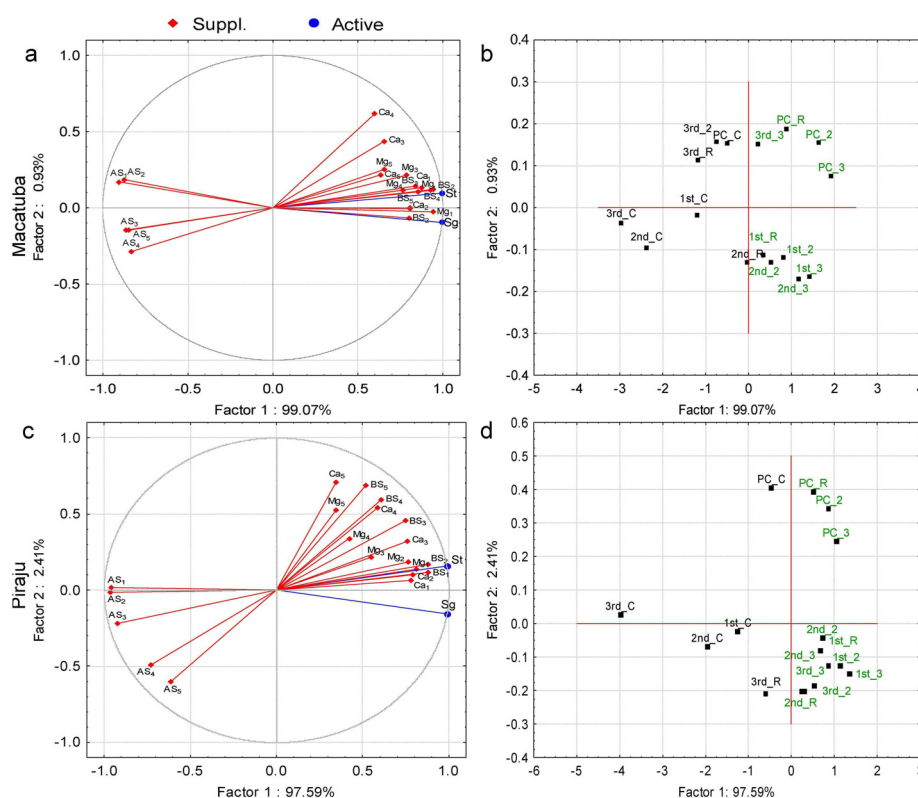 Suppl. Active
a
Macatuba
Factor 2 : 0.93%
1.0
0.5
0.0
-0.5
-1.0
Ca4
Ca3
Mg5
Mg3
Ca5
Ca1
BS3
Mg4
Mg
BS2
BS4
BS5
St
Ca2
Mg1
BS2
Sg
AS1
AS2
AS3
AS5
AS4
-1.0 -0.5 0.0 0.5 1.0
Factor 1 : 99.07%
b
Factor 2: 0.93%
0.4
0.3
0.2
0.1
0.0
-0.1
-0.2
-0.3
-0.4
PC_R
3rd_2
PC_C
3rd_3
PC_2
3rd_R
PC_3
1st_C
3rd_C
2nd_C
1st_R
2nd_R
1st_2
2nd_2
1st_3
2nd_3
-5 -4 -3 -2 -1 0 1 2 3 4
Factor 1: 99.07%
c
Piraju
Factor 2 : 2.41%
1.0
0.5
0.0
-0.5
-1.0
Ca5
BS5
BS4
Ca4
Mg5
BS3
Mg4
Ca3
Mg3
Mg2
St
BS1
Ca2
Ca1
Sg
AS1
AS2
AS3
AS4
AS5
-1.0 -0.5 0.0 0.5 1.0
Factor 1 : 97.59%
d
Factor 2: 2.41%
0.6
0.5
0.4
0.3
0.2
0.1
0.0
-0.1
-0.2
-0.3
-0.4
PC_C
PC_R
PC_2
PC_3
3rd_C
1st_C
2nd_C
2nd_2
1st_R
2nd_3
1st_2
3rd_3
1st_3
3rd_R
3rd_2
2nd_R
-6 -5 -4 -3 -2 -1 0 1 2 3
Factor 1: 97.59%